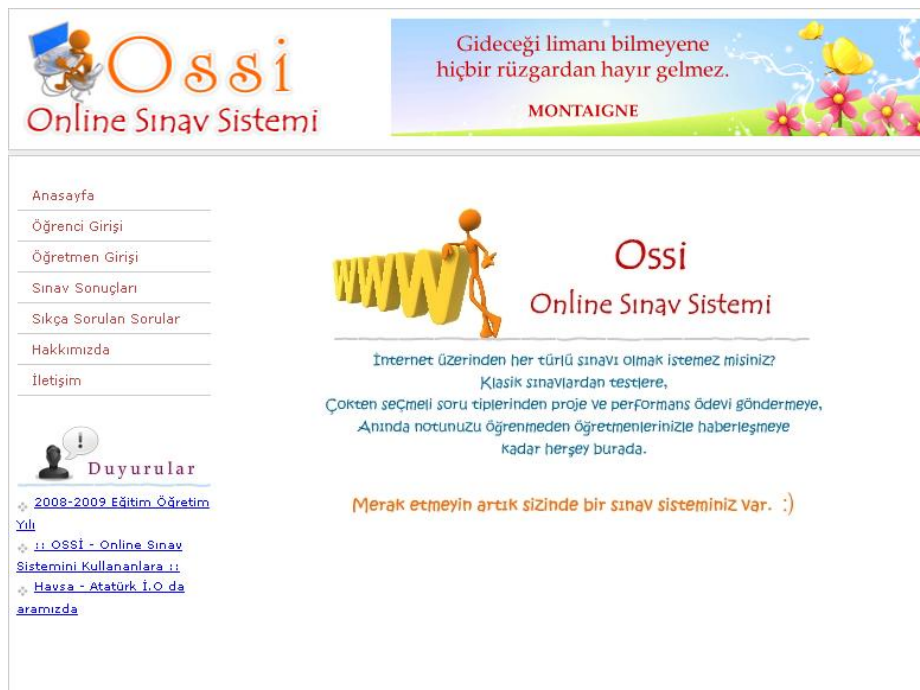 Ossi
Online Sınav Sistemi
Gideceği limanı bilmeyene
hiçbir rüzgardan hayır gelmez.
MONTAIGNE
Anasayfa
Öğrenci Girişi
Öğretmen Girişi
Sınav Sonuçları
Sıkça Sorulan Sorular
Hakkımızda
İletişim
Duyurular
2008-2009 Eğitim Öğretim
Yılı
:: OSSİ - Online Sınav
Sistemini Kullananlara ::
Havsa - Atatürk İ.O da
aramızda
WWW
Ossi
Online Sınav Sistemi
İnternet üzerinden her türlü sınavı olmak istemez misiniz?
Klasik sınavlardan testlere,
Çokten seçmeli soru tiplerinden proje ve performans ödevi göndermeye,
Anında notunuzu öğrenmeden öğretmenlerinizle haberleşmeye
kadar herşey burada.
Merak etmeyin artık sizinde bir sınav sisteminiz var. :)